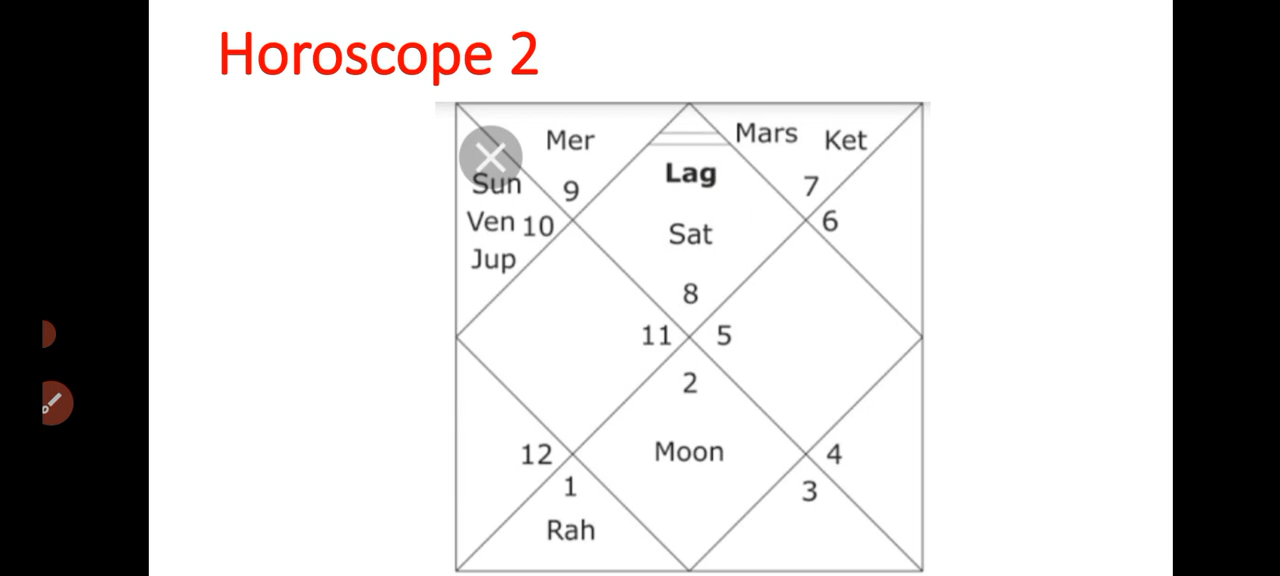 Horoscope 2
Mer
Mars Ket
Lag
Sun
9
7
Ven 10
6
Sat
Jup
8
11
5
2
12
Moon
4
1
3
Rah